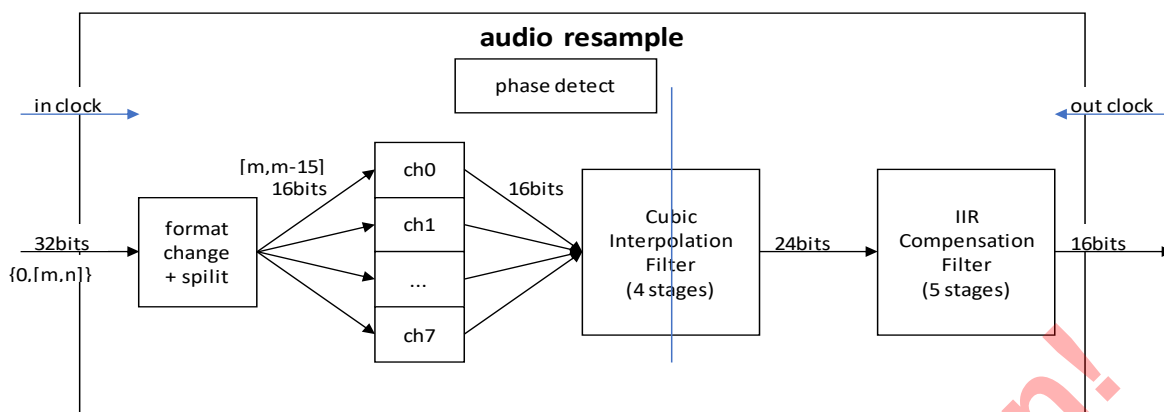 audio resample
phase detect
in clock
out clock
[m,m-15]
16bits
ch0
ch1
...
ch7
16bits
32bits
{0,[m,n]}
format
change
+ spilit
Cubic
Interpolation
Filter
(4 stages)
24bits
IIR
Compensation
Filter
(5 stages)
16bits